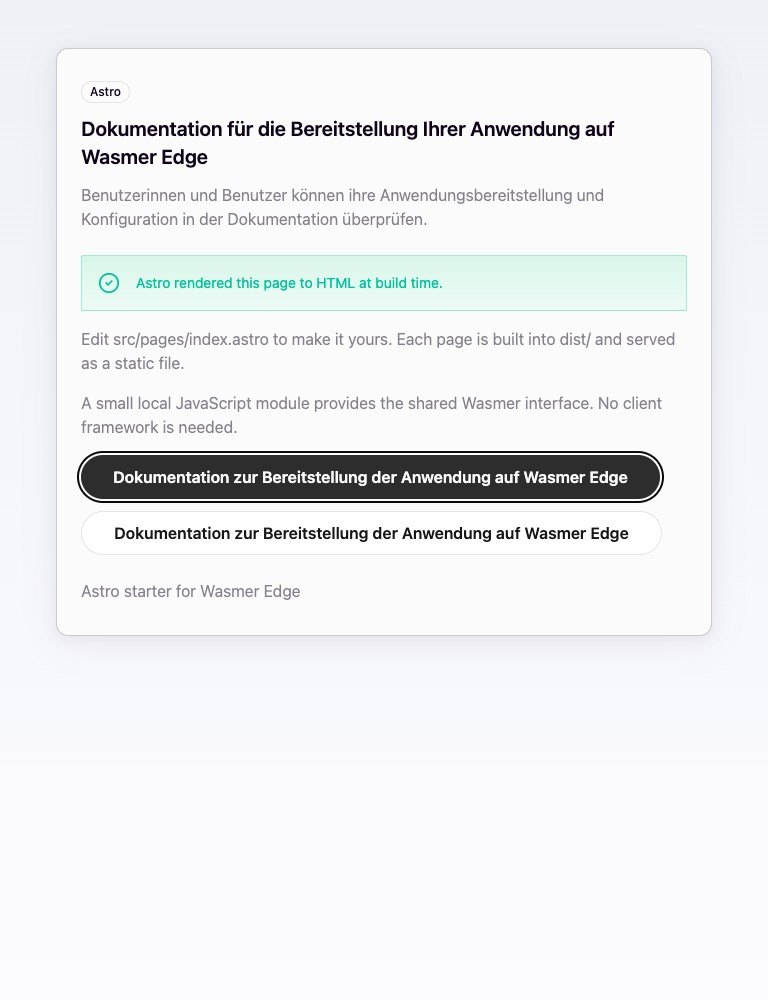 Astro
Dokumentation für die Bereitstellung Ihrer Anwendung auf
Wasmer Edge
Benutzerinnen und Benutzer können ihre Anwendungsbereitstellung und
Konfiguration in der Dokumentation überprüfen.
Astro rendered this page to HTML at build time.
Edit src/pages/index.astro to make it yours. Each page is built into dist/ and served
as a static file.
A small local JavaScript module provides the shared Wasmer interface. No client
framework is needed.
Dokumentation zur Bereitstellung der Anwendung auf Wasmer Edge
Dokumentation zur Bereitstellung der Anwendung auf Wasmer Edge
Astro starter for Wasmer Edge